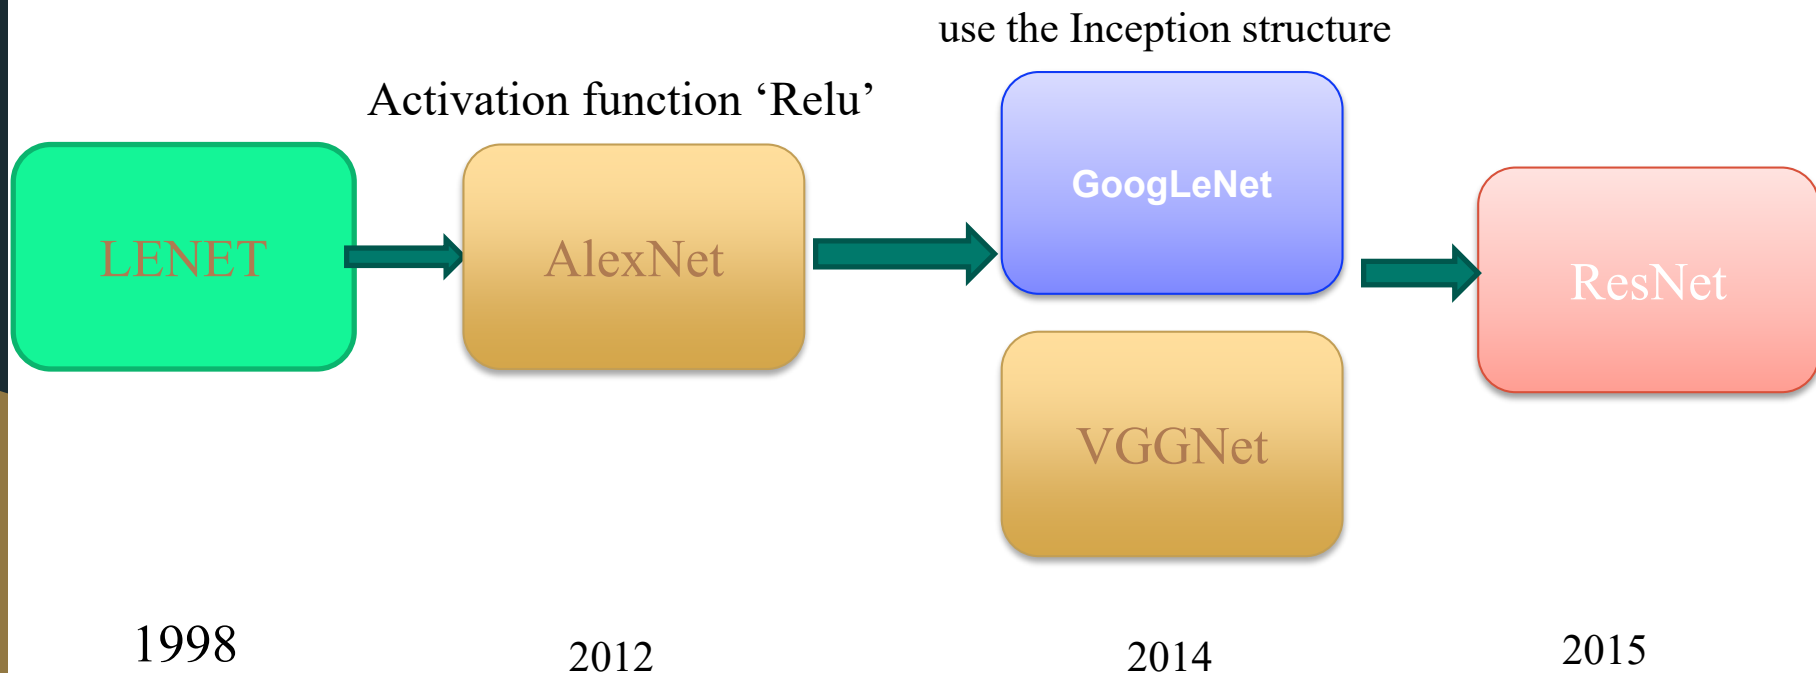 use the Inception structure
Activation function ‘Relu’
LENET
AlexNet
GoogLeNet
VGGNet
ResNet
1998
2012
2014
2015